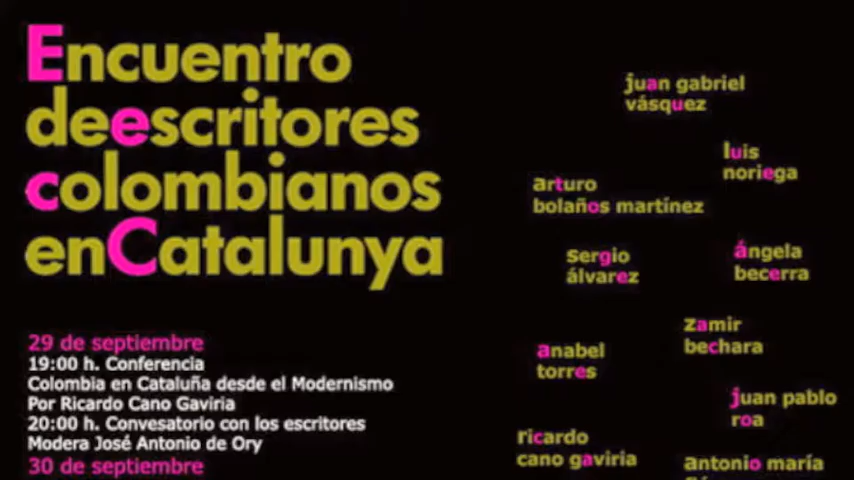 Encuentro
deescritores
colombianos
enCatalunya
29 de septiembre
19:00 h. Conferencia
Colombia en Cataluña desde el Modernismo
Por Ricardo Cano Gaviria
20:00 h. Convesatorio con los escritores
Modera José Antonio de Ory
30 de septiembre
juan gabriel
vásquez
luis
noriega
arturo
bolaños martínez
sergio
álvarez
ángela
becerra
zamir
bechara
anabel
torres
juan pablo
roa
ricardo
cano gaviria
antonio maría